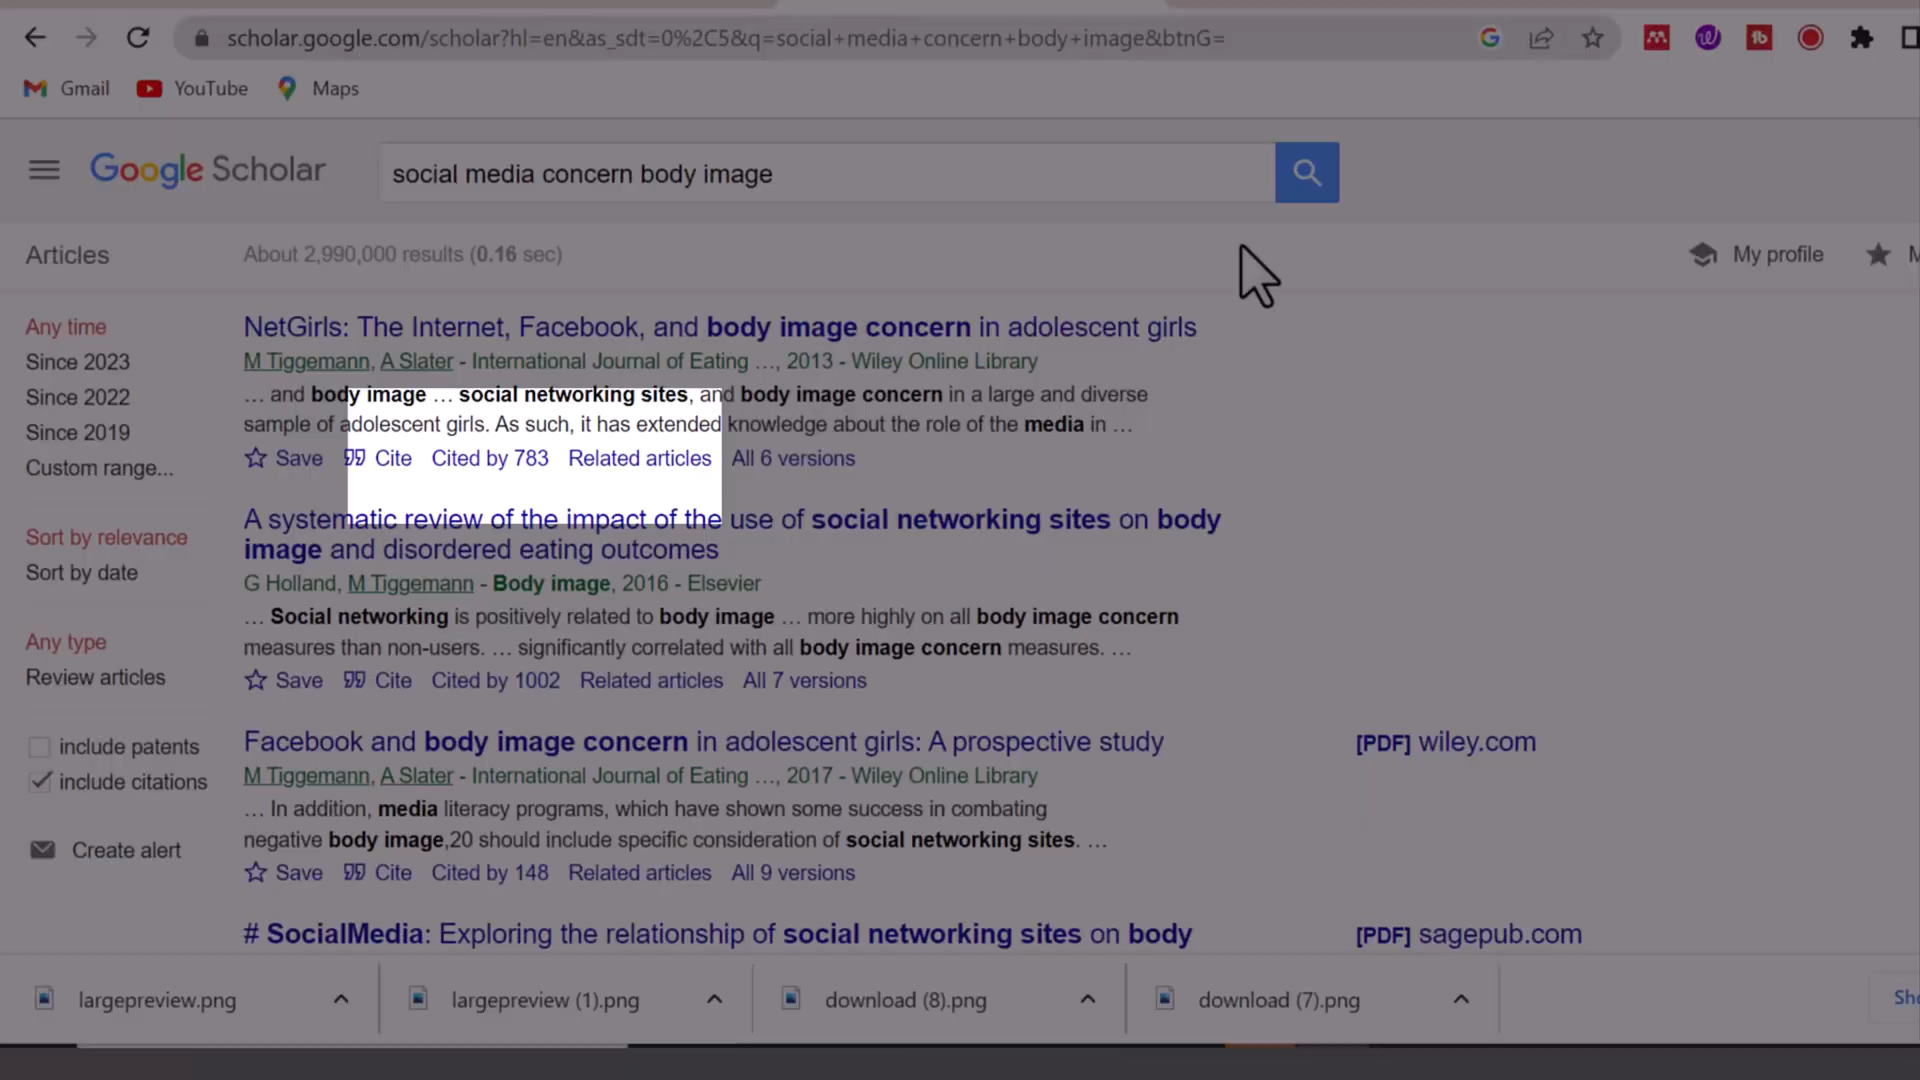 scholar.google.com/scholar?hl=en&as_sdt=0%2C5&q=social+media+concern+body+image&btnG=
Gmail YouTube Maps
Google Scholar
social media concern body image
Articles
About 2,990,000 results (0.16 sec)
My profile
Any time
Since 2023
Since 2022
Since 2019
Custom range...
Sort by relevance
Sort by date
Any type
Review articles
include patents
include citations
Create alert
NetGirls: The Internet, Facebook, and body image concern in adolescent girls
M Tiggemann, A Slater - International Journal of Eating …, 2013 - Wiley Online Library
… and body image … social networking sites, and body image concern in a large and diverse
sample of adolescent girls. As such, it has extended knowledge about the role of the media in …
Save Cite Cited by 783 Related articles All 6 versions
A systematic review of the impact of the use of social networking sites on body
image and disordered eating outcomes
G Holland, M Tiggemann - Body image, 2016 - Elsevier
… Social networking is positively related to body image … more highly on all body image concern
measures than non-users. … significantly correlated with all body image concern measures. …
Save Cite Cited by 1002 Related articles All 7 versions
Facebook and body image concern in adolescent girls: A prospective study
[PDF] wiley.com
M Tiggemann, A Slater - International Journal of Eating …, 2017 - Wiley Online Library
… In addition, media literacy programs, which have shown some success in combating
negative body image,20 should include specific consideration of social networking sites. …
Save Cite Cited by 148 Related articles All 9 versions
# SocialMedia: Exploring the relationship of social networking sites on body
[PDF] sagepub.com
largepreview.png
largepreview (1).png
download (8).png
download (7).png